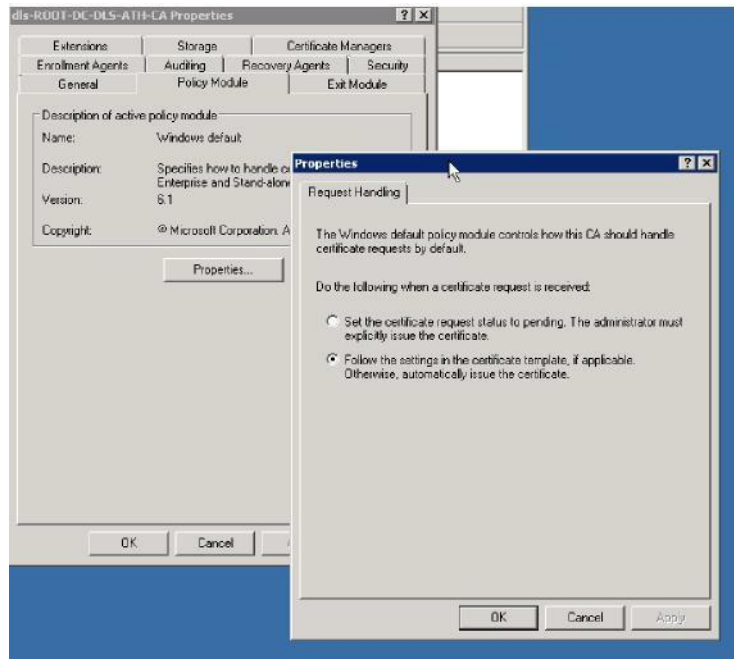 dls-ROOT-DC-DLS-ATH-CA Properties
Extensions
Storage
Certificate Managers
Enrollment Agents
Auditing
Recovery Agents
Security
General
Policy Module
Exit Module
Description of active policy module
Name:
Windows default
Description:
Specifies how to handle
Enterprise and Stand-alon
Version:
6.1
Copyright:
© Microsoft Corporation. A
Properties...
OK
Cancel
Properties
Request Handling
The Windows default policy module controls how this CA should handle
certificate requests by default.
Do the following when a certificate request is received:
Set the certificate request status to pending. The administrator must
explicitly issue the certificate.
Follow the settings in the certificate template, if applicable.
Otherwise, automatically issue the certificate.
OK
Cancel
Apply